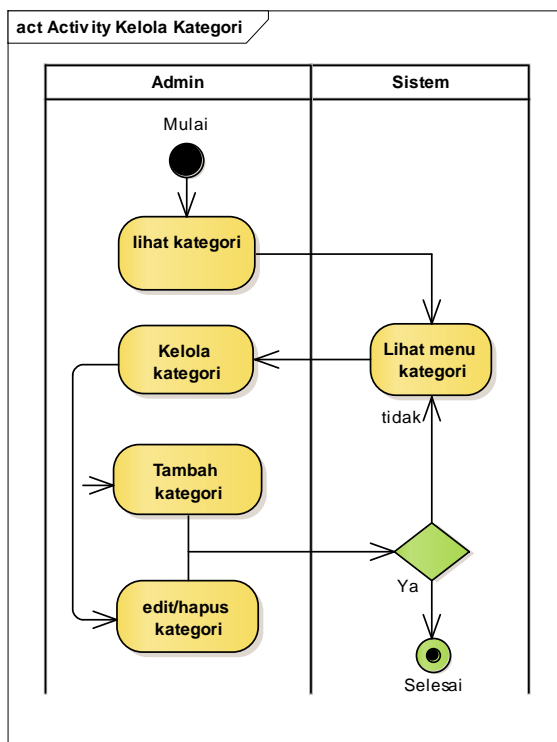 act Activity Kelola Kategori
Admin
Sistem
Mulai
lihat kategori
Kelola
kategori
Lihat menu
kategori
tidak
Tambah
kategori
Ya
edit/hapus
kategori
Selesai